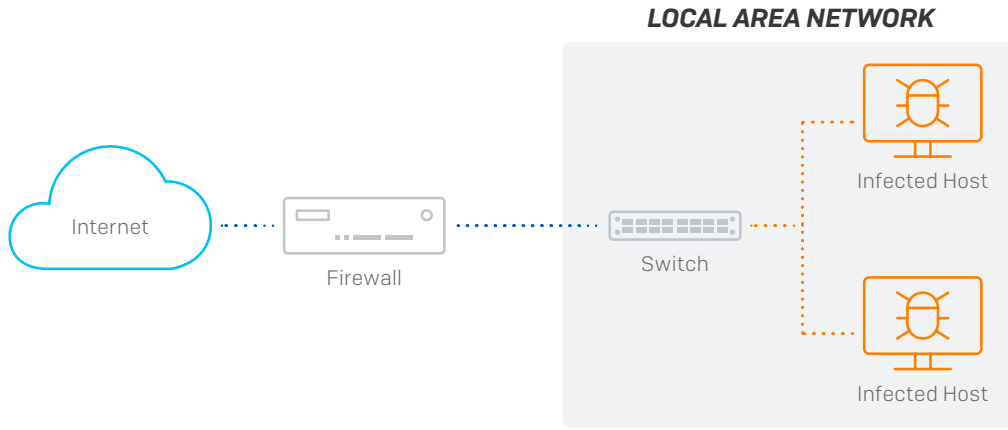 LOCAL AREA NETWORK
Infected Host
Internet
Switch
Firewall
Infected Host